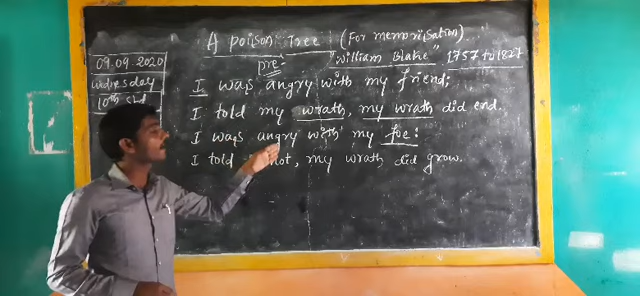 A Poison Tree (For memorisation)
"William Blake" 1757 to 1827
pre:
09.09.2020
Wednesday
10th Std
I was angry with my friend;
I told my wrath, my wrath did end.
I was angry with my foe:
I told not, my wrath did grow.